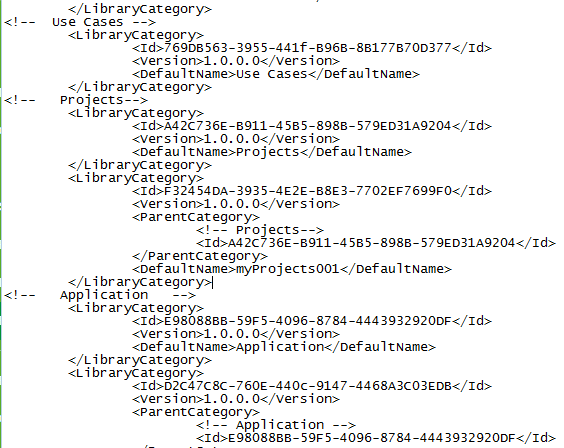 </LibraryCategory>
<!--  Use Cases -->
<LibraryCategory>
<Id>769DB563-3955-441f-B96B-8B177B70D377</Id>
<Version>1.0.0.0</Version>
<DefaultName>Use Cases</DefaultName>
</LibraryCategory>
<!--   Projects-->
<LibraryCategory>
<Id>A42C736E-B911-45B5-898B-579ED31A9204</Id>
<Version>1.0.0.0</Version>
<DefaultName>Projects</DefaultName>
</LibraryCategory>
<LibraryCategory>
<Id>F32454DA-3935-4E2E-B8E3-7702EF7699F0</Id>
<Version>1.0.0.0</Version>
<ParentCategory>
<!-- Projects-->
<Id>A42C736E-B911-45B5-898B-579ED31A9204</Id>
</ParentCategory>
<DefaultName>myProjects001</DefaultName>
</LibraryCategory>
<!--   Application   -->
<LibraryCategory>
<Id>E98088BB-59F5-4096-8784-4443932920DF</Id>
<Version>1.0.0.0</Version>
<DefaultName>Application</DefaultName>
</LibraryCategory>
<LibraryCategory>
<Id>D2C47C8C-760E-440c-9147-4468A3C03EDB</Id>
<Version>1.0.0.0</Version>
<ParentCategory>
<!-- Application -->
<Id>E98088BB-59F5-4096-8784-4443932920DF</Id>